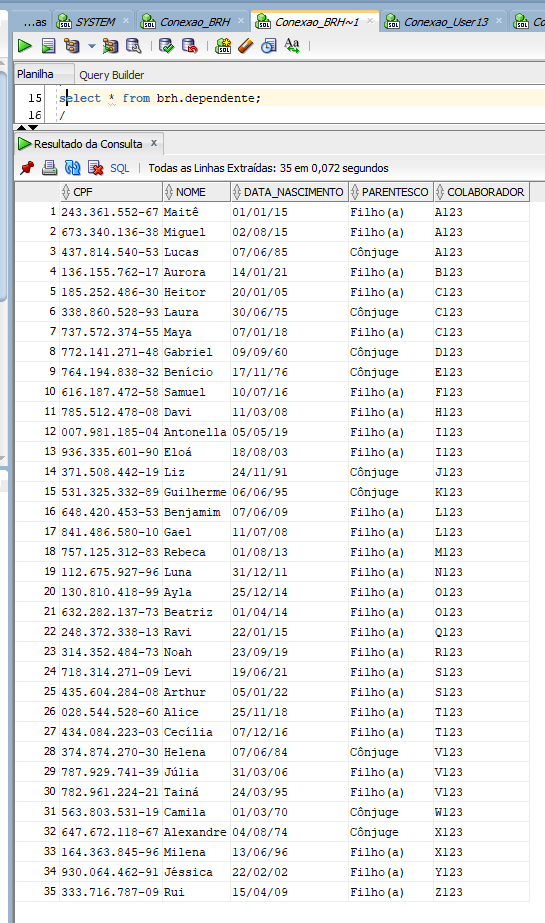 ...as SYSTEM Conexao_BRH Conexao_BRH~1 Conexao_User13 Co
Planilha Query Builder
15 select * from brh.dependente;
16 /
Resultado da Consulta x
SQL | Todas as Linhas Extraídas: 35 em 0,072 segundos
CPF NOME DATA_NASCIMENTO PARENTESCO COLABORADOR
1 243.361.552-67 Maitê 01/01/15 Filho(a) A123
2 673.340.136-38 Miguel 02/08/15 Filho(a) A123
3 437.814.540-53 Lucas 07/06/85 Cônjuge A123
4 136.155.762-17 Aurora 14/01/21 Filho(a) B123
5 185.252.486-30 Heitor 20/01/05 Filho(a) C123
6 338.860.528-93 Laura 30/06/75 Cônjuge C123
7 737.572.374-55 Maya 07/01/18 Filho(a) C123
8 772.141.271-48 Gabriel 09/09/60 Cônjuge D123
9 764.194.838-32 Benício 17/11/76 Cônjuge E123
10 616.187.472-58 Samuel 10/07/16 Filho(a) F123
11 785.512.478-08 Davi 11/03/08 Filho(a) H123
12 007.981.185-04 Antonella 05/05/19 Filho(a) I123
13 936.335.601-90 Eloá 18/08/03 Filho(a) I123
14 371.508.442-19 Liz 24/11/91 Cônjuge J123
15 531.325.332-89 Guilherme 06/06/95 Cônjuge K123
16 648.420.453-53 Benjamim 07/06/09 Filho(a) L123
17 841.486.580-10 Gael 11/07/08 Filho(a) L123
18 757.125.312-83 Rebeca 01/08/13 Filho(a) M123
19 112.675.927-96 Luna 31/12/11 Filho(a) N123
20 130.810.418-99 Ayla 25/12/14 Filho(a) O123
21 632.282.137-73 Beatriz 01/04/14 Filho(a) O123
22 248.372.338-13 Ravi 22/01/15 Filho(a) Q123
23 314.352.484-73 Noah 23/09/19 Filho(a) R123
24 718.314.271-09 Levi 19/06/21 Filho(a) S123
25 435.604.284-08 Arthur 05/01/22 Filho(a) S123
26 028.544.528-60 Alice 25/11/18 Filho(a) T123
27 434.084.223-03 Cecília 07/12/16 Filho(a) T123
28 374.874.270-30 Helena 07/06/84 Cônjuge V123
29 787.929.741-39 Júlia 31/03/06 Filho(a) V123
30 782.961.224-21 Tainá 24/03/95 Filho(a) V123
31 563.803.531-19 Camila 01/03/70 Cônjuge W123
32 647.672.118-67 Alexandre 04/08/74 Cônjuge X123
33 164.363.845-96 Milena 13/06/96 Filho(a) X123
34 930.064.462-91 Jéssica 22/02/02 Filho(a) Y123
35 333.716.787-09 Rui 15/04/09 Filho(a) Z123